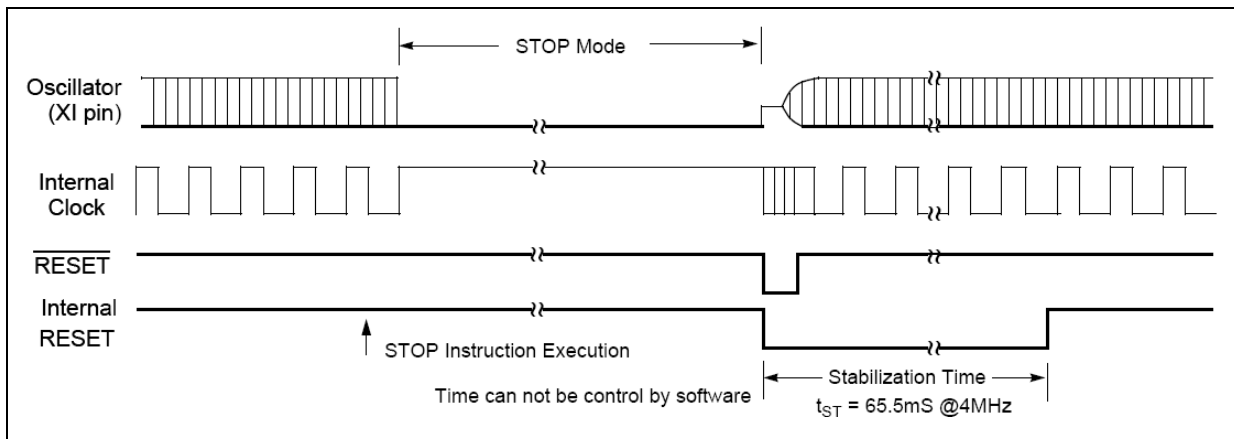 STOP Mode
Oscillator
(XI pin)
Internal
Clock
RESET
Internal
RESET
STOP Instruction Execution
Time can not be control by software
Stabilization Time
tST = 65.5mS @4MHz